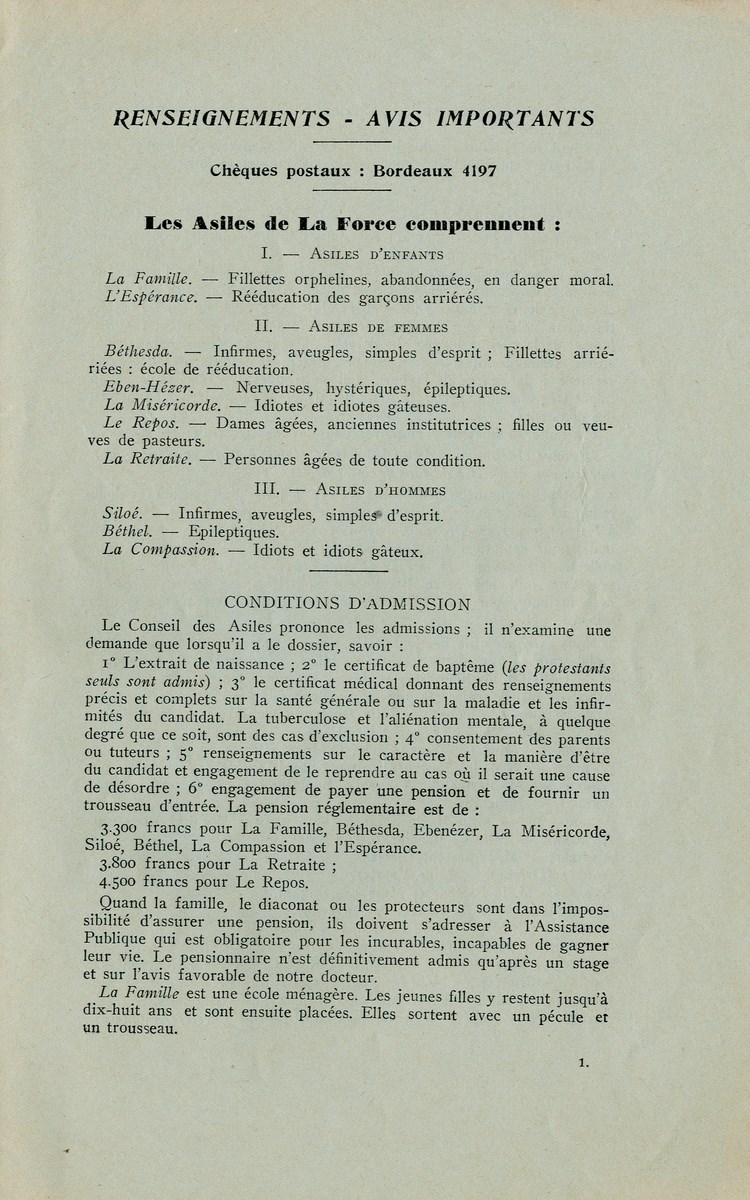 RENSEIGNEMENTS - AVIS IMPORTANTS
Chèques postaux : Bordeaux 4197
Les Asiles de La Force comprennent :
I. — Asiles d'enfants
La Famille. — Fillettes orphelines, abandonnées, en danger moral.
L'Espérance. — Rééducation des garçons arriérés.
II. — Asiles de femmes
Béthesda. — Infirmes, aveugles, simples d'esprit ; Fillettes arrié-
riées : école de rééducation.
Eben-Hézer. — Nerveuses, hystériques, épileptiques.
La Miséricorde. — Idiotes et idiotes gâteuses.
Le Repos. — Dames âgées, anciennes institutrices ; filles ou veu-
ves de pasteurs.
La Retraite. — Personnes âgées de toute condition.
III. — Asiles d'hommes
Siloé. — Infirmes, aveugles, simples d'esprit.
Béthel. — Epileptiques.
La Compassion. — Idiots et idiots gâteux.
CONDITIONS D'ADMISSION
Le Conseil des Asiles prononce les admissions ; il n'examine une
demande que lorsqu'il a le dossier, savoir :
1° L'extrait de naissance ; 2° le certificat de baptême (les protestants
seuls sont admis) ; 3° le certificat médical donnant des renseignements
précis et complets sur la santé générale ou sur la maladie et les infir-
mités du candidat. La tuberculose et l'aliénation mentale, à quelque
degré que ce soit, sont des cas d'exclusion ; 4° consentement des parents
ou tuteurs ; 5° renseignements sur le caractère et la manière d'être
du candidat et engagement de le reprendre au cas où il serait une cause
de désordre ; 6° engagement de payer une pension et de fournir un
trousseau d'entrée. La pension réglementaire est de :
3.300 francs pour La Famille, Béthesda, Ebenézer, La Miséricorde,
Siloé, Béthel, La Compassion et l'Espérance.
3.800 francs pour La Retraite ;
4.500 francs pour Le Repos.
Quand la famille, le diaconat ou les protecteurs sont dans l'impos-
sibilité d'assurer une pension, ils doivent s'adresser à l'Assistance
Publique qui est obligatoire pour les incurables, incapables de gagner
leur vie. Le pensionnaire n'est définitivement admis qu'après un stage
et sur l'avis favorable de notre docteur.
La Famille est une école ménagère. Les jeunes filles y restent jusqu'à
dix-huit ans et sont ensuite placées. Elles sortent avec un pécule et
un trousseau.
1.